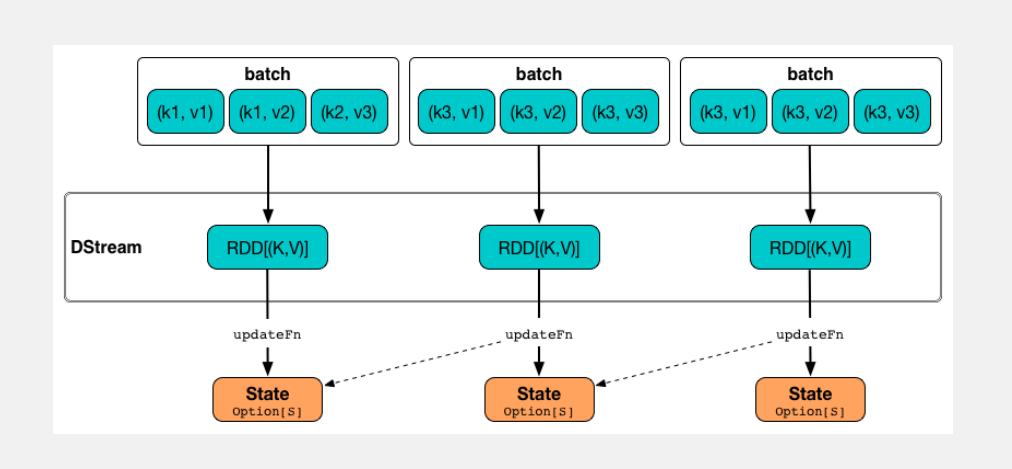 batch batch batch
(k1, v1) (k1, v2) (k2, v3) (k3, v1) (k3, v2) (k3, v3) (k3, v1) (k3, v2) (k3, v3)
DStream RDD[(K,V)] RDD[(K,V)] RDD[(K,V)]
updateFn updateFn updateFn
State State State
Option[S] Option[S] Option[S]